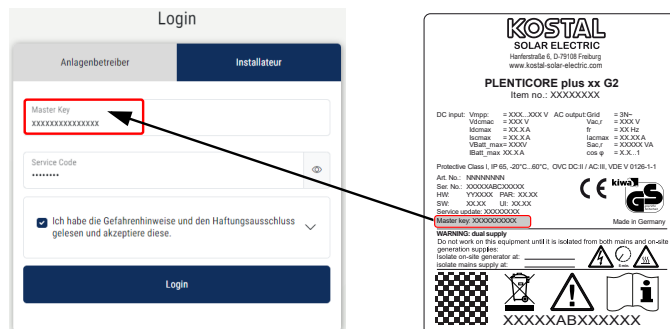 Login
Anlagenbetreiber
Installateur
Master Key
xxxxxxxxxxxxxxx
Service Code
••••••••
Ich habe die Gefahrenhinweise und den Haftungsausschluss
gelesen und akzeptiere diese.
Login
KOSTAL
SOLAR ELECTRIC
Hanferstraße 6, D-79108 Freiburg
www.kostal-solar-electric.com
PLENTICORE plus xx G2
Item no.: XXXXXXXX
DC input: Vmpp: = XXX...XXX V AC output: Grid = 3N~
Vdcmax = XXX V Vac,r = XXX V
Idcmax = XX.X A fr = XX Hz
Iscmax = XX.X A Iacmax = XX.XX A
VBatt_max= XXXV Sac,r = XXXXX VA
IBatt_max XX.X A cos φ = X.X...1
Protective Class I, IP 65, -20°C...60°C, OVC DC:II / AC:III, VDE V 0126-1-1
Art. No.: NNNNNNN
Ser. No.: XXXXXABCXXXXX
HW: YYXXXX PAR: XX.XX
SW: XX.XX UI: XX.XX
Service update: XXXXXXXX
Master key: XXXXXXXXXX
CE
kiwa
GS
Made in Germany
WARNING: dual supply
Do not work on this equipment until it is isolated from both mains and on-site
generation supplies:
Isolate on-site generator at:
isolate mains supply at:
XXXXXABXXXXXX